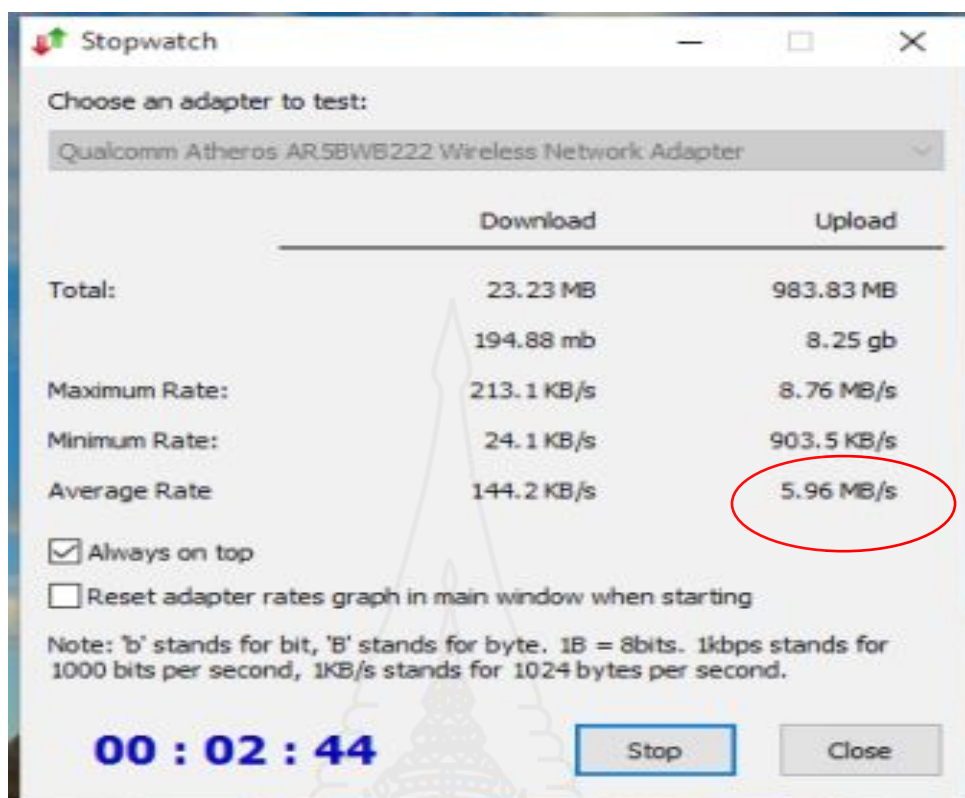 Stopwatch
Choose an adapter to test:
Qualcomm Atheros AR5BWB222 Wireless Network Adapter
Download Upload
Total: 23.23 MB 983.83 MB
194.88 mb 8.25 gb
Maximum Rate: 213.1 KB/s 8.76 MB/s
Minimum Rate: 24.1 KB/s 903.5 KB/s
Average Rate 144.2 KB/s 5.96 MB/s
Always on top
Reset adapter rates graph in main window when starting
Note: 'b' stands for bit, 'B' stands for byte. 1B = 8bits. 1kbps stands for
1000 bits per second, 1KB/s stands for 1024 bytes per second.
00 : 02 : 44 Stop Close